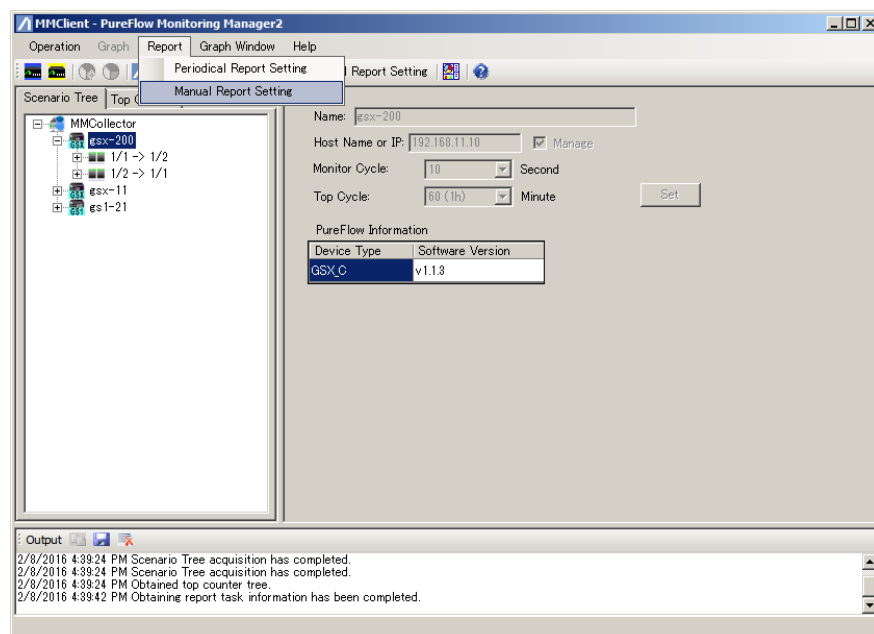 MMClient - PureFlow Monitoring Manager2
Operation Graph Report Graph Window Help
Periodical Report Setting
Manual Report Setting
Report Setting
Scenario Tree Top
MMCollector
gsx-200
1/1 -> 1/2
1/2 -> 1/1
gsx-11
gs1-21
Name: gsx-200
Host Name or IP: 192.168.11.10 Manage
Monitor Cycle: 10 Second
Top Cycle: 60 (1h) Minute Set
PureFlow Information
Device Type Software Version
GSX_C v1.1.3
Output
2/8/2016 4:39:24 PM Scenario Tree acquisition has completed.
2/8/2016 4:39:24 PM Scenario Tree acquisition has completed.
2/8/2016 4:39:24 PM Obtained top counter tree.
2/8/2016 4:39:42 PM Obtaining report task information has been completed.